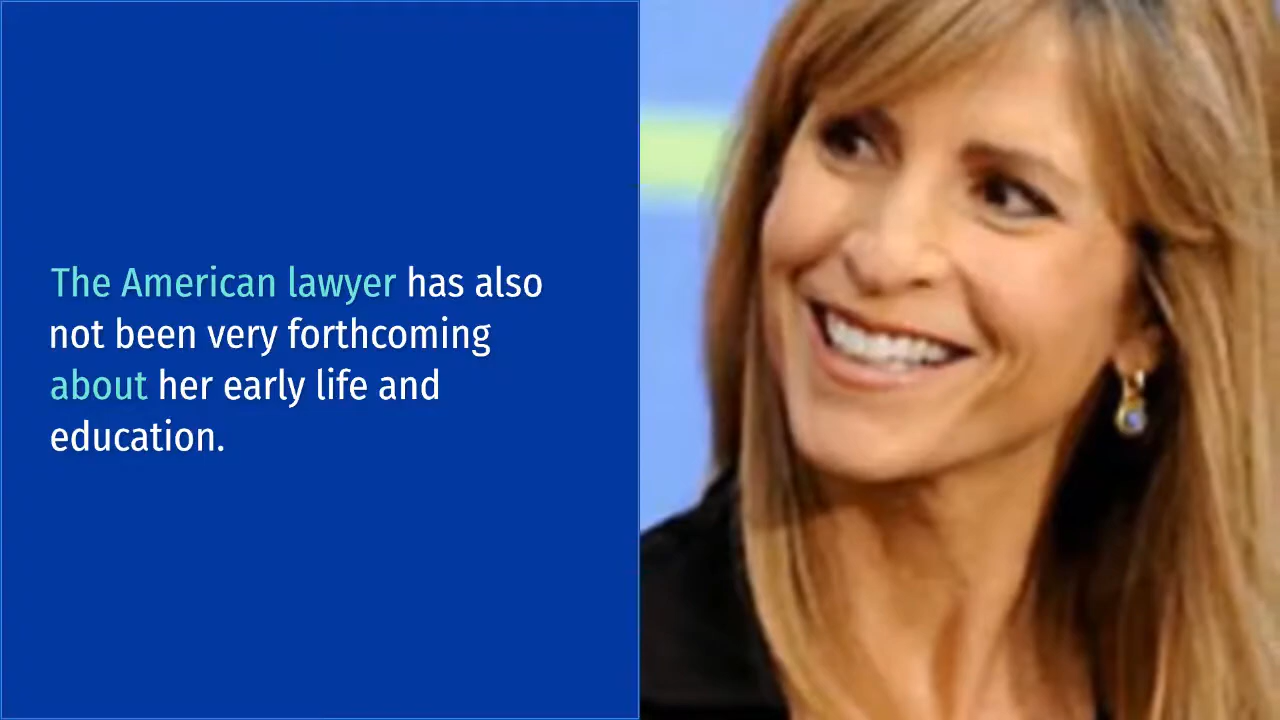 The American lawyer has also
not been very forthcoming
about her early life and
education.